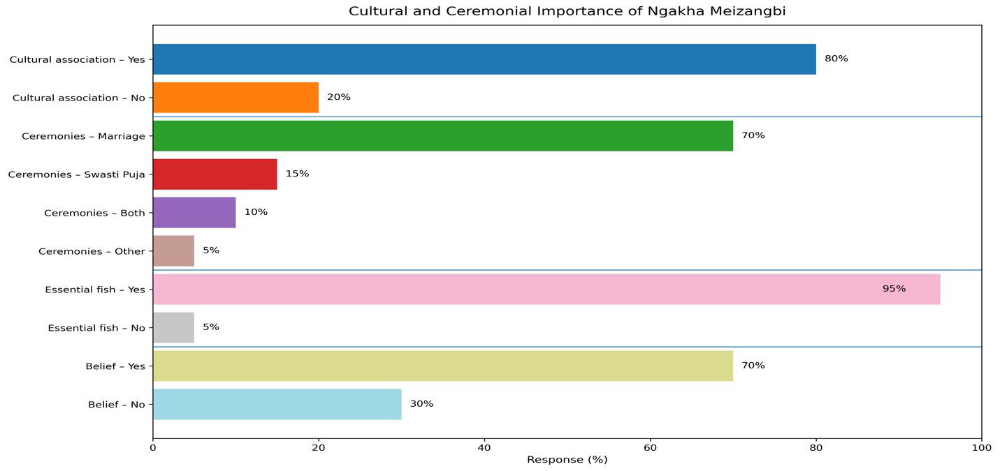 Cultural and Ceremonial Importance of Ngakha Meizangbi
Cultural association – Yes 80%
Cultural association – No 20%
Ceremonies – Marriage 70%
Ceremonies – Swasti Puja 15%
Ceremonies – Both 10%
Ceremonies – Other 5%
Essential fish – Yes 95%
Essential fish – No 5%
Belief – Yes 70%
Belief – No 30%
0 20 40 60 80 100
Response (%)